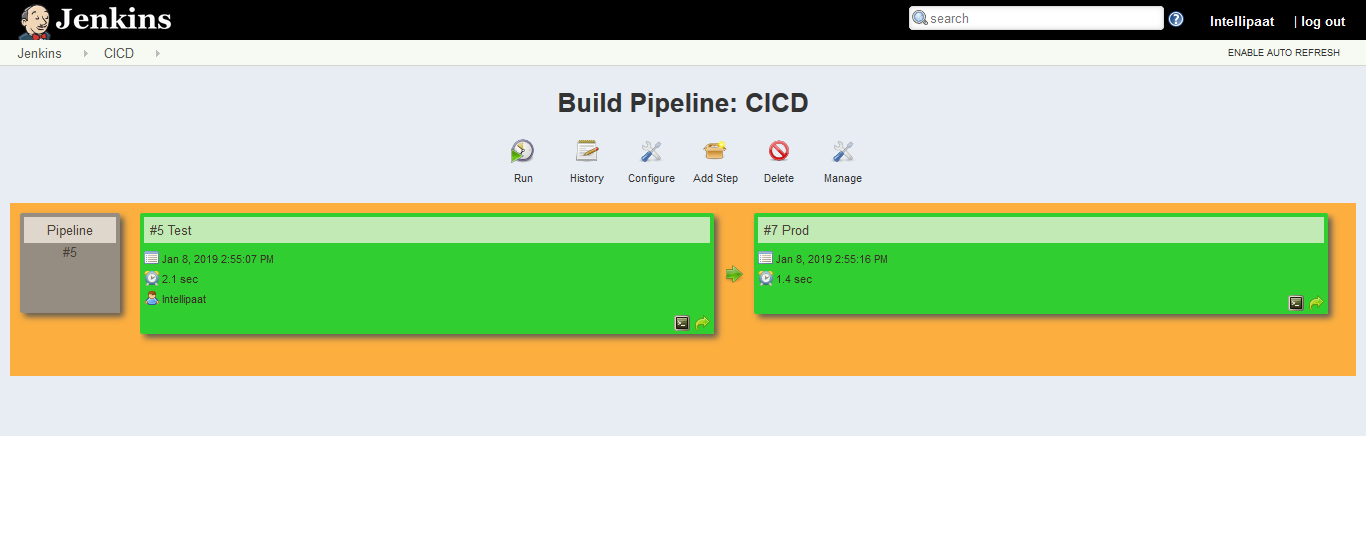 Jenkins
search
Intellipaat | log out
Jenkins CICD
ENABLE AUTO REFRESH
Build Pipeline: CICD
Run History Configure Add Step Delete Manage
Pipeline
#5
#5 Test
Jan 8, 2019 2:55:07 PM
2.1 sec
Intellipaat
#7 Prod
Jan 8, 2019 2:55:16 PM
1.4 sec